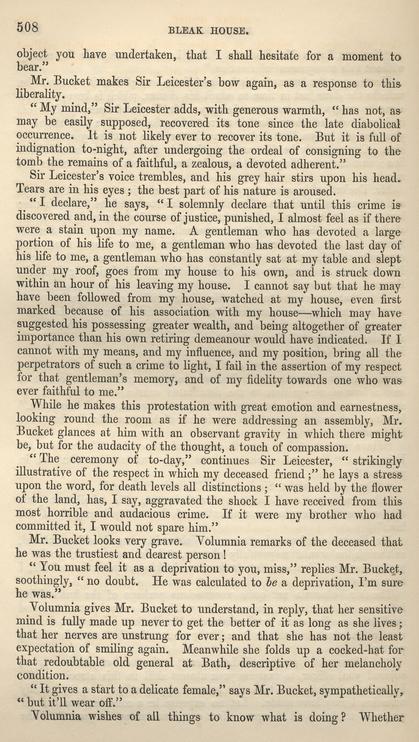 508
BLEAK HOUSE.
object you have undertaken, that I shall hesitate for a moment to
bear."
Mr. Bucket makes Sir Leicester's bow again, as a response to this
liberality.
"My mind," Sir Leicester adds, with generous warmth, "has not, as
may be easily supposed, recovered its tone since the late diabolical
occurrence. It is not likely ever to recover its tone. But it is full of
indignation to-night, after undergoing the ordeal of consigning to the
tomb the remains of a faithful, a zealous, a devoted adherent."
Sir Leicester's voice trembles, and his grey hair stirs upon his head.
Tears are in his eyes; the best part of his nature is aroused.
"I declare," he says, "I solemnly declare that until this crime is
discovered and, in the course of justice, punished, I almost feel as if there
were a stain upon my name. A gentleman who has devoted a large
portion of his life to me, a gentleman who has devoted the last day of
his life to me, a gentleman who has constantly sat at my table and slept
under my roof, goes from my house to his own, and is struck down
within an hour of his leaving my house. I cannot say but that he may
have been followed from my house, watched at my house, even first
marked because of his association with my house—which may have
suggested his possessing greater wealth, and being altogether of greater
importance than his own retiring demeanour would have indicated. If I
cannot with my means, and my influence, and my position, bring all the
perpetrators of such a crime to light, I fail in the assertion of my respect
for that gentleman's memory, and of my fidelity towards one who was
ever faithful to me."
While he makes this protestation with great emotion and earnestness,
looking round the room as if he were addressing an assembly, Mr.
Bucket glances at him with an observant gravity in which there might
be, but for the audacity of the thought, a touch of compassion.
"The ceremony of to-day," continues Sir Leicester, "strikingly
illustrative of the respect in which my deceased friend;" he lays a stress
upon the word, for death levels all distinctions; "was held by the flower
of the land, has, I say, aggravated the shock I have received from this
most horrible and audacious crime. If it were my brother who had
committed it, I would not spare him."
Mr. Bucket looks very grave. Volumnia remarks of the deceased that
he was the trustiest and dearest person!
"You must feel it as a deprivation to you, miss," replies Mr. Bucket,
soothingly, "no doubt. He was calculated to be a deprivation, I'm sure
he was."
Volumnia gives Mr. Bucket to understand, in reply, that her sensitive
mind is fully made up never to get the better of it as long as she lives;
that her nerves are unstrung for ever; and that she has not the least
expectation of smiling again. Meanwhile she folds up a cocked-hat for
that redoubtable old general at Bath, descriptive of her melancholy
condition.
"It gives a start to a delicate female," says Mr. Bucket, sympathetically,
"but it'll wear off."
Volumnia wishes of all things to know what is doing? Whether